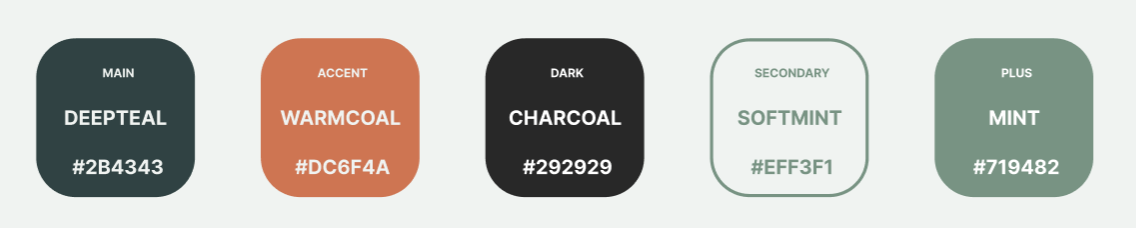 MAIN
DEEPTEAL
#2B4343
ACCENT
WARMCOAL
#DC6F4A
DARK
CHARCOAL
#292929
SECONDARY
SOFTMINT
#EFF3F1
PLUS
MINT
#719482